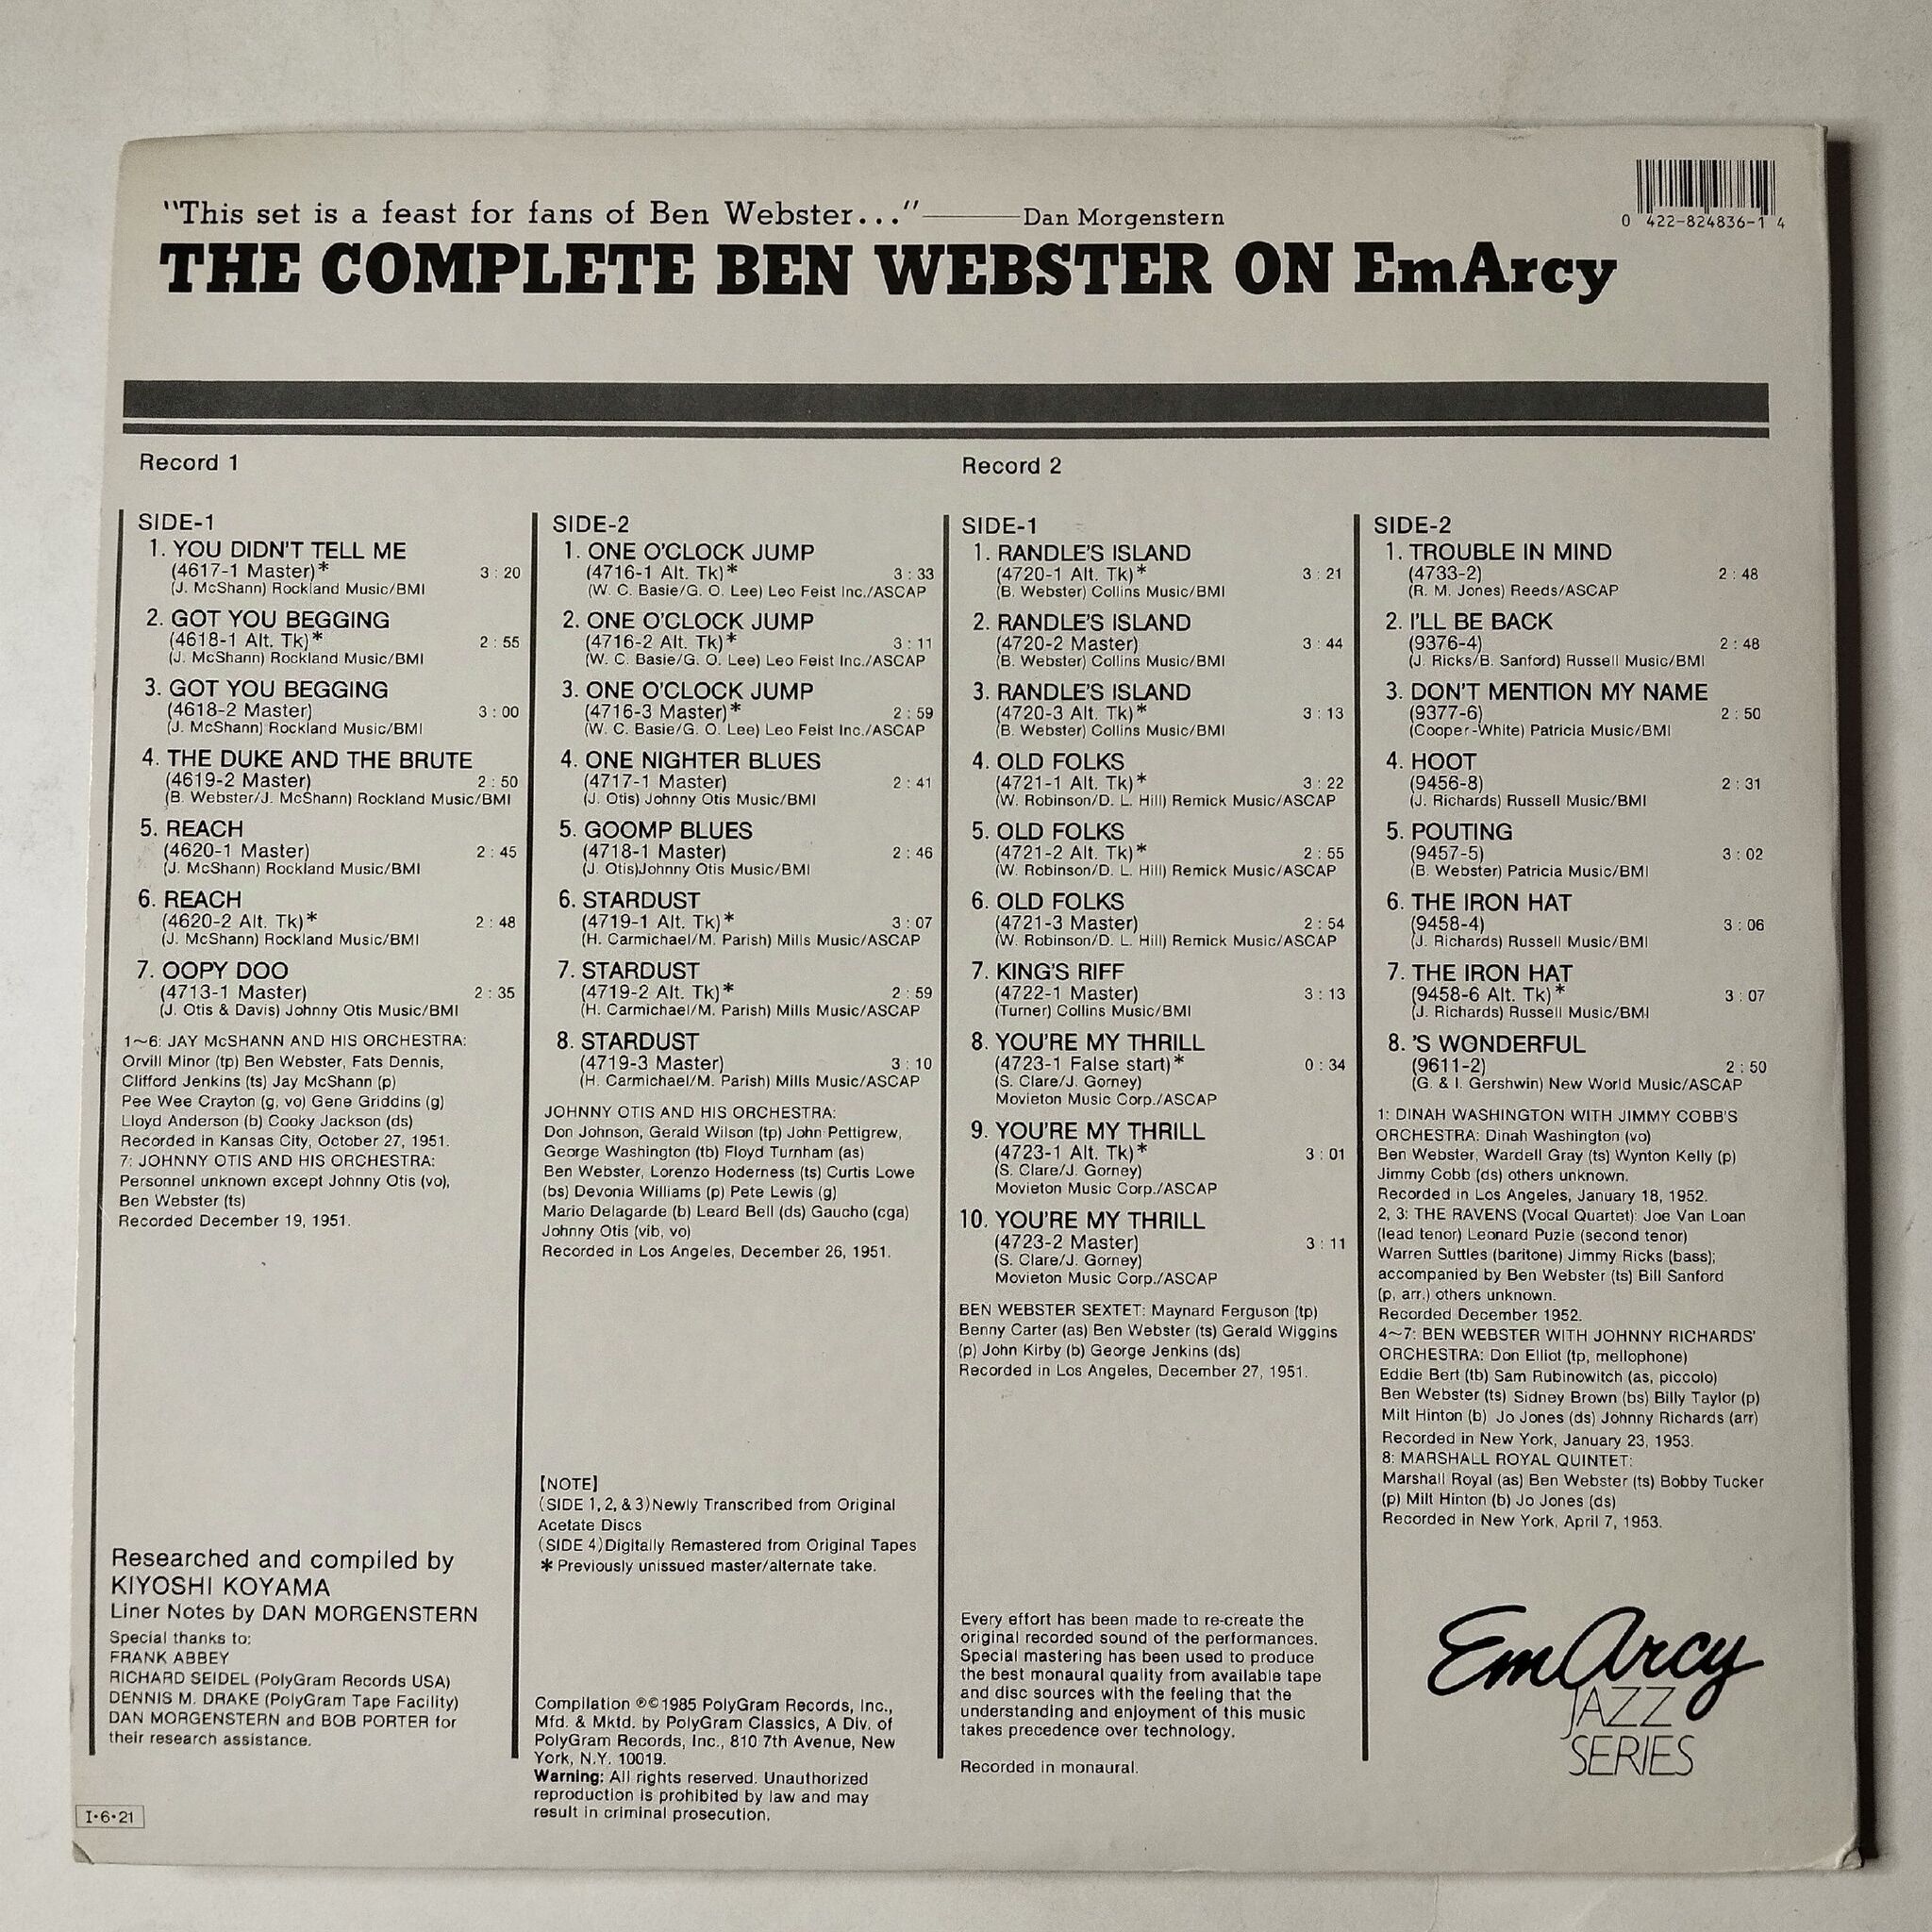 "This set is a feast for fans of Ben Webster..."———Dan Morgenstern
0 422-824836-1 4
THE COMPLETE BEN WEBSTER ON EmArcy
Record 1
SIDE-1
1. YOU DIDN'T TELL ME
(4617-1 Master)* 3:20
(J. McShann) Rockland Music/BMI
2. GOT YOU BEGGING
(4618-1 Alt. Tk)* 2:55
(J. McShann) Rockland Music/BMI
3. GOT YOU BEGGING
(4618-2 Master) 3:00
(J. McShann) Rockland Music/BMI
4. THE DUKE AND THE BRUTE
(4619-2 Master) 2:50
(B. Webster/J. McShann) Rockland Music/BMI
5. REACH
(4620-1 Master) 2:45
(J. McShann) Rockland Music/BMI
6. REACH
(4620-2 Alt. Tk)* 2:48
(J. McShann) Rockland Music/BMI
7. OOPY DOO
(4713-1 Master) 2:35
(J. Otis & Davis) Johnny Otis Music/BMI
1~6: JAY McSHANN AND HIS ORCHESTRA:
Orvill Minor (tp) Ben Webster, Fats Dennis,
Clifford Jenkins (ts) Jay McShann (p)
Pee Wee Crayton (g, vo) Gene Griddins (g)
Lloyd Anderson (b) Cooky Jackson (ds)
Recorded in Kansas City, October 27, 1951.
7: JOHNNY OTIS AND HIS ORCHESTRA:
Personnel unknown except Johnny Otis (vo),
Ben Webster (ts)
Recorded December 19, 1951.
Researched and compiled by
KIYOSHI KOYAMA
Liner Notes by DAN MORGENSTERN
Special thanks to:
FRANK ABBEY
RICHARD SEIDEL (PolyGram Records USA)
DENNIS M. DRAKE (PolyGram Tape Facility)
DAN MORGENSTERN and BOB PORTER for
their research assistance.
I•6•21
SIDE-2
1. ONE O'CLOCK JUMP
(4716-1 Alt. Tk)* 3:33
(W. C. Basie/G. O. Lee) Leo Feist Inc./ASCAP
2. ONE O'CLOCK JUMP
(4716-2 Alt. Tk)* 3:11
(W. C. Basie/G. O. Lee) Leo Feist Inc./ASCAP
3. ONE O'CLOCK JUMP
(4716-3 Master)* 2:59
(W. C. Basie/G. O. Lee) Leo Feist Inc./ASCAP
4. ONE NIGHTER BLUES
(4717-1 Master) 2:41
(J. Otis) Johnny Otis Music/BMI
5. GOOMP BLUES
(4718-1 Master) 2:46
(J. Otis)Johnny Otis Music/BMI
6. STARDUST
(4719-1 Alt. Tk)* 3:07
(H. Carmichael/M. Parish) Mills Music/ASCAP
7. STARDUST
(4719-2 Alt. Tk)* 2:59
(H. Carmichael/M. Parish) Mills Music/ASCAP
8. STARDUST
(4719-3 Master) 3:10
(H. Carmichael/M. Parish) Mills Music/ASCAP
JOHNNY OTIS AND HIS ORCHESTRA:
Don Johnson, Gerald Wilson (tp) John Pettigrew,
George Washington (tb) Floyd Turnham (as)
Ben Webster, Lorenzo Hoderness (ts) Curtis Lowe
(bs) Devonia Williams (p) Pete Lewis (g)
Mario Delagarde (b) Leard Bell (ds) Gaucho (cga)
Johnny Otis (vib, vo)
Recorded in Los Angeles, December 26, 1951.
[NOTE]
(SIDE 1, 2, & 3)Newly Transcribed from Original
Acetate Discs
(SIDE 4)Digitally Remastered from Original Tapes
* Previously unissued master/alternate take.
Compilation ℗©1985 PolyGram Records, Inc.,
Mfd. & Mktd. by PolyGram Classics, A Div. of
PolyGram Records, Inc., 810 7th Avenue, New
York, N.Y. 10019.
Warning: All rights reserved. Unauthorized
reproduction is prohibited by law and may
result in criminal prosecution.
Record 2
SIDE-1
1. RANDLE'S ISLAND
(4720-1 Alt. Tk)* 3:21
(B. Webster) Collins Music/BMI
2. RANDLE'S ISLAND
(4720-2 Master) 3:44
(B. Webster) Collins Music/BMI
3. RANDLE'S ISLAND
(4720-3 Alt. Tk)* 3:13
(B. Webster) Collins Music/BMI
4. OLD FOLKS
(4721-1 Alt. Tk)* 3:22
(W. Robinson/D. L. Hill) Remick Music/ASCAP
5. OLD FOLKS
(4721-2 Alt. Tk)* 2:55
(W. Robinson/D. L. Hill) Remick Music/ASCAP
6. OLD FOLKS
(4721-3 Master) 2:54
(W. Robinson/D. L. Hill) Remick Music/ASCAP
7. KING'S RIFF
(4722-1 Master) 3:13
(Turner) Collins Music/BMI
8. YOU'RE MY THRILL
(4723-1 False start)* 0:34
(S. Clare/J. Gorney)
Movieton Music Corp./ASCAP
9. YOU'RE MY THRILL
(4723-1 Alt. Tk)* 3:01
(S. Clare/J. Gorney)
Movieton Music Corp./ASCAP
10. YOU'RE MY THRILL
(4723-2 Master) 3:11
(S. Clare/J. Gorney)
Movieton Music Corp./ASCAP
BEN WEBSTER SEXTET: Maynard Ferguson (tp)
Benny Carter (as) Ben Webster (ts) Gerald Wiggins
(p) John Kirby (b) George Jenkins (ds)
Recorded in Los Angeles, December 27, 1951.
Every effort has been made to re-create the
original recorded sound of the performances.
Special mastering has been used to produce
the best monaural quality from available tape
and disc sources with the feeling that the
understanding and enjoyment of this music
takes precedence over technology.
Recorded in monaural.
SIDE-2
1. TROUBLE IN MIND
(4733-2) 2:48
(R. M. Jones) Reeds/ASCAP
2. I'LL BE BACK
(9376-4) 2:48
(J. Ricks/B. Sanford) Russell Music/BMI
3. DON'T MENTION MY NAME
(9377-6) 2:50
(Cooper-White) Patricia Music/BMI
4. HOOT
(9456-8) 2:31
(J. Richards) Russell Music/BMI
5. POUTING
(9457-5) 3:02
(B. Webster) Patricia Music/BMI
6. THE IRON HAT
(9458-4) 3:06
(J. Richards) Russell Music/BMI
7. THE IRON HAT
(9458-6 Alt. Tk)* 3:07
(J. Richards) Russell Music/BMI
8. 'S WONDERFUL
(9611-2) 2:50
(G. & I. Gershwin) New World Music/ASCAP
1: DINAH WASHINGTON WITH JIMMY COBB'S
ORCHESTRA: Dinah Washington (vo)
Ben Webster, Wardell Gray (ts) Wynton Kelly (p)
Jimmy Cobb (ds) others unknown.
Recorded in Los Angeles, January 18, 1952.
2, 3: THE RAVENS (Vocal Quartet): Joe Van Loan
(lead tenor) Leonard Puzie (second tenor)
Warren Suttles (baritone) Jimmy Ricks (bass);
accompanied by Ben Webster (ts) Bill Sanford
(p, arr.) others unknown.
Recorded December 1952.
4~7: BEN WEBSTER WITH JOHNNY RICHARDS'
ORCHESTRA: Don Elliot (tp, mellophone)
Eddie Bert (tb) Sam Rubinowitch (as, piccolo)
Ben Webster (ts) Sidney Brown (bs) Billy Taylor (p)
Milt Hinton (b) Jo Jones (ds) Johnny Richards (arr)
Recorded in New York, January 23, 1953.
8: MARSHALL ROYAL QUINTET:
Marshall Royal (as) Ben Webster (ts) Bobby Tucker
(p) Milt Hinton (b) Jo Jones (ds)
Recorded in New York, April 7, 1953.
EmArcy
JAZZ
SERIES